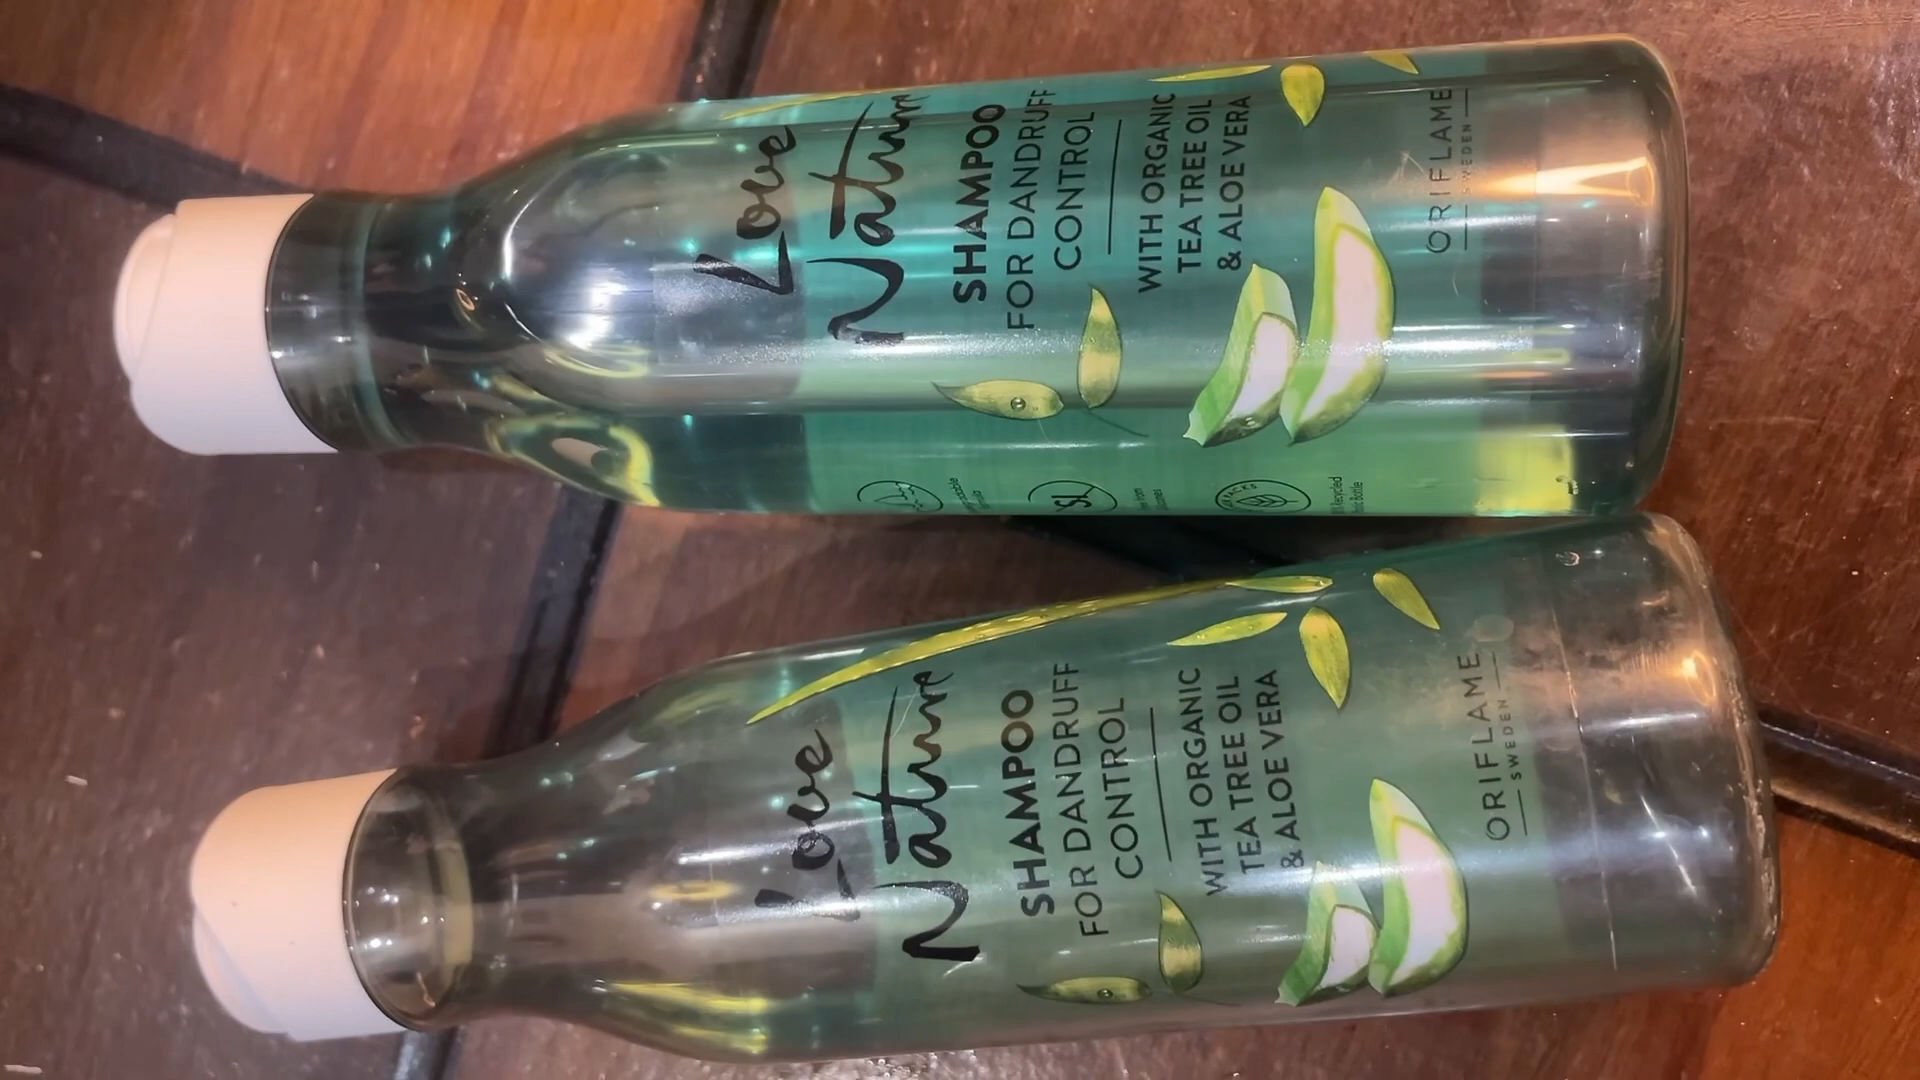 Love
Nature
SHAMPOO
FOR DANDRUFF
CONTROL
WITH ORGANIC
TEA TREE OIL
& ALOE VERA
ORIFLAME
SWEDEN
Love
Nature
SHAMPOO
FOR DANDRUFF
CONTROL
WITH ORGANIC
TEA TREE OIL
& ALOE VERA
ORIFLAME
SWEDEN